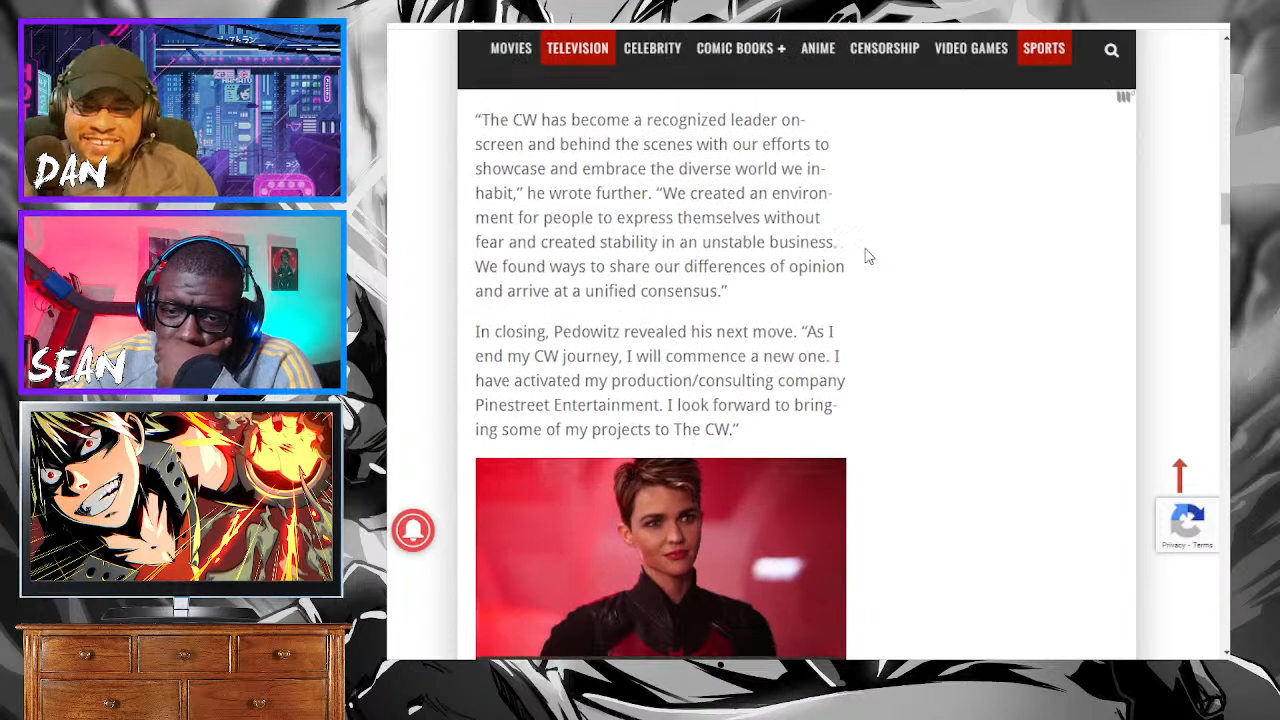 DAN
SEAN
MOVIES TELEVISION CELEBRITY COMIC BOOKS + ANIME CENSORSHIP VIDEO GAMES SPORTS
“The CW has become a recognized leader on-
screen and behind the scenes with our efforts to
showcase and embrace the diverse world we in-
habit,” he wrote further. “We created an environ-
ment for people to express themselves without
fear and created stability in an unstable business.
We found ways to share our differences of opinion
and arrive at a unified consensus.”
In closing, Pedowitz revealed his next move. “As I
end my CW journey, I will commence a new one. I
have activated my production/consulting company
Pinestreet Entertainment. I look forward to bring-
ing some of my projects to The CW.”
Privacy - Terms